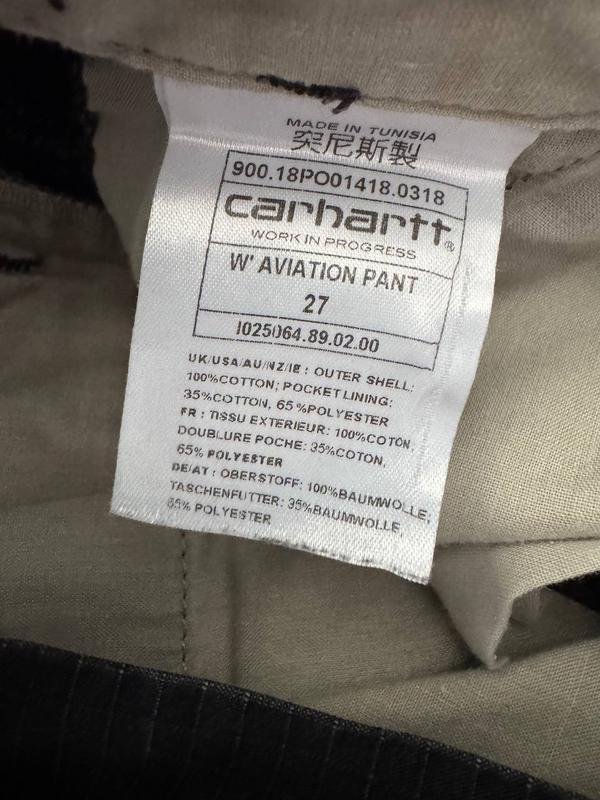 MADE IN TUNISIA
突尼斯製
900.18PO01418.0318
carhartt®
WORK IN PROGRESS
W' AVIATION PANT
27
I025064.89.02.00
UK/USA/AU/NZ/IE : OUTER SHELL:
100%COTTON; POCKET LINING:
35%COTTON, 65%POLYESTER
FR : TISSU EXTERIEUR: 100%COTON,
DOUBLURE POCHE: 35%COTON,
65% POLYESTER
DE/AT : OBERSTOFF: 100%BAUMWOLLE,
TASCHENFUTTER: 35%BAUMWOLLE,
65% POLYESTER